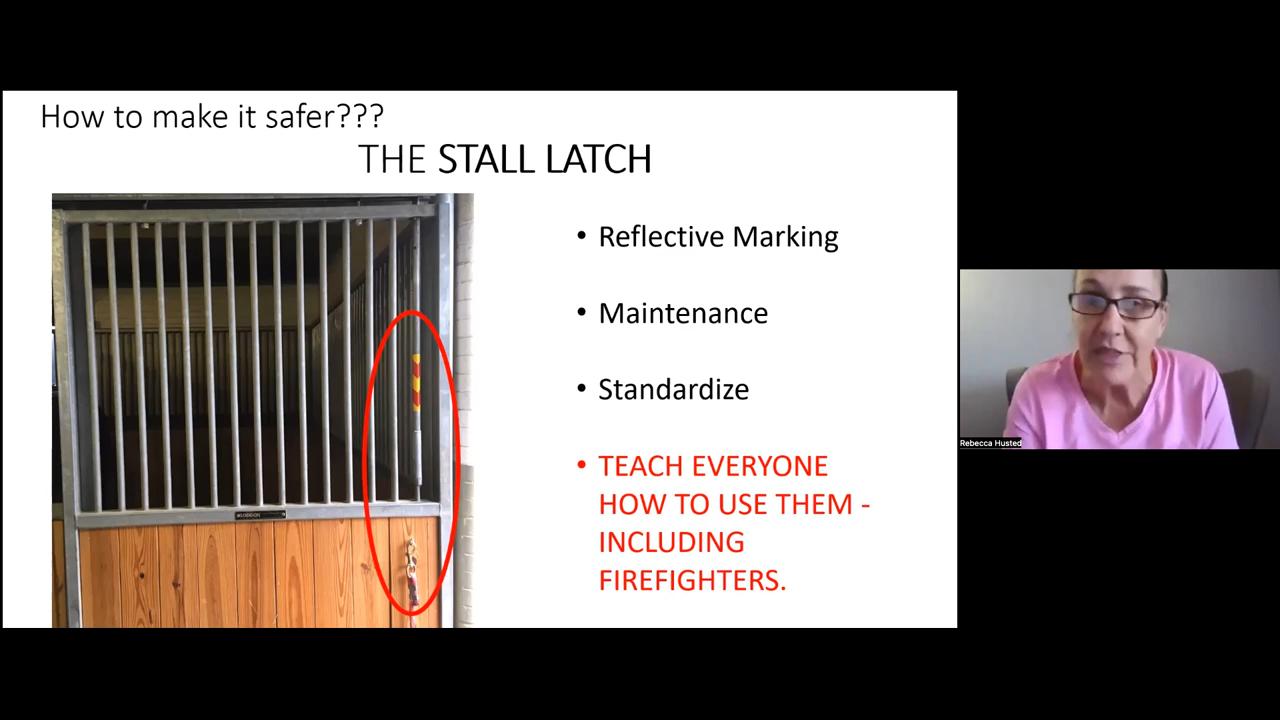 How to make it safer???
THE STALL LATCH
• Reflective Marking
• Maintenance
• Standardize
• TEACH EVERYONE
HOW TO USE THEM -
INCLUDING
FIREFIGHTERS.
Rebecca Husted